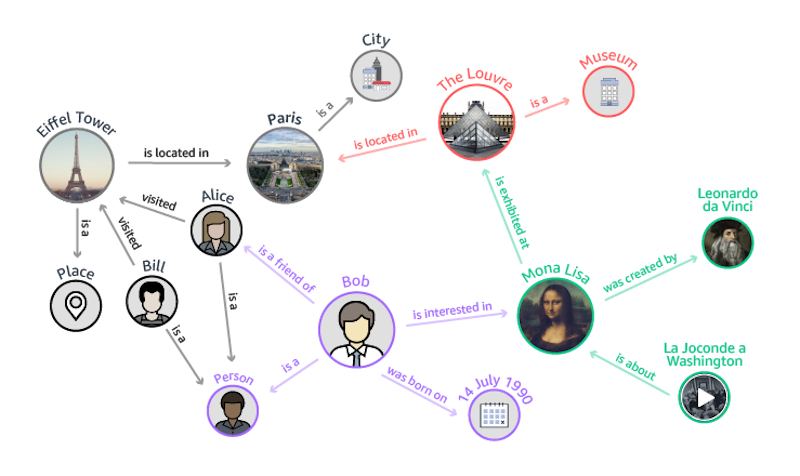 City
Museum
The Louvre
is a
is a
Eiffel Tower
Paris
is located in
is located in
visited
Alice
is exhibited at
Leonardo
da Vinci
is a
visited
Place
Bill
is a friend of
Bob
Mona Lisa
was created by
is a
is a
is interested in
La Joconde a
Washington
is about
Person
is a
was born on
14 July 1990